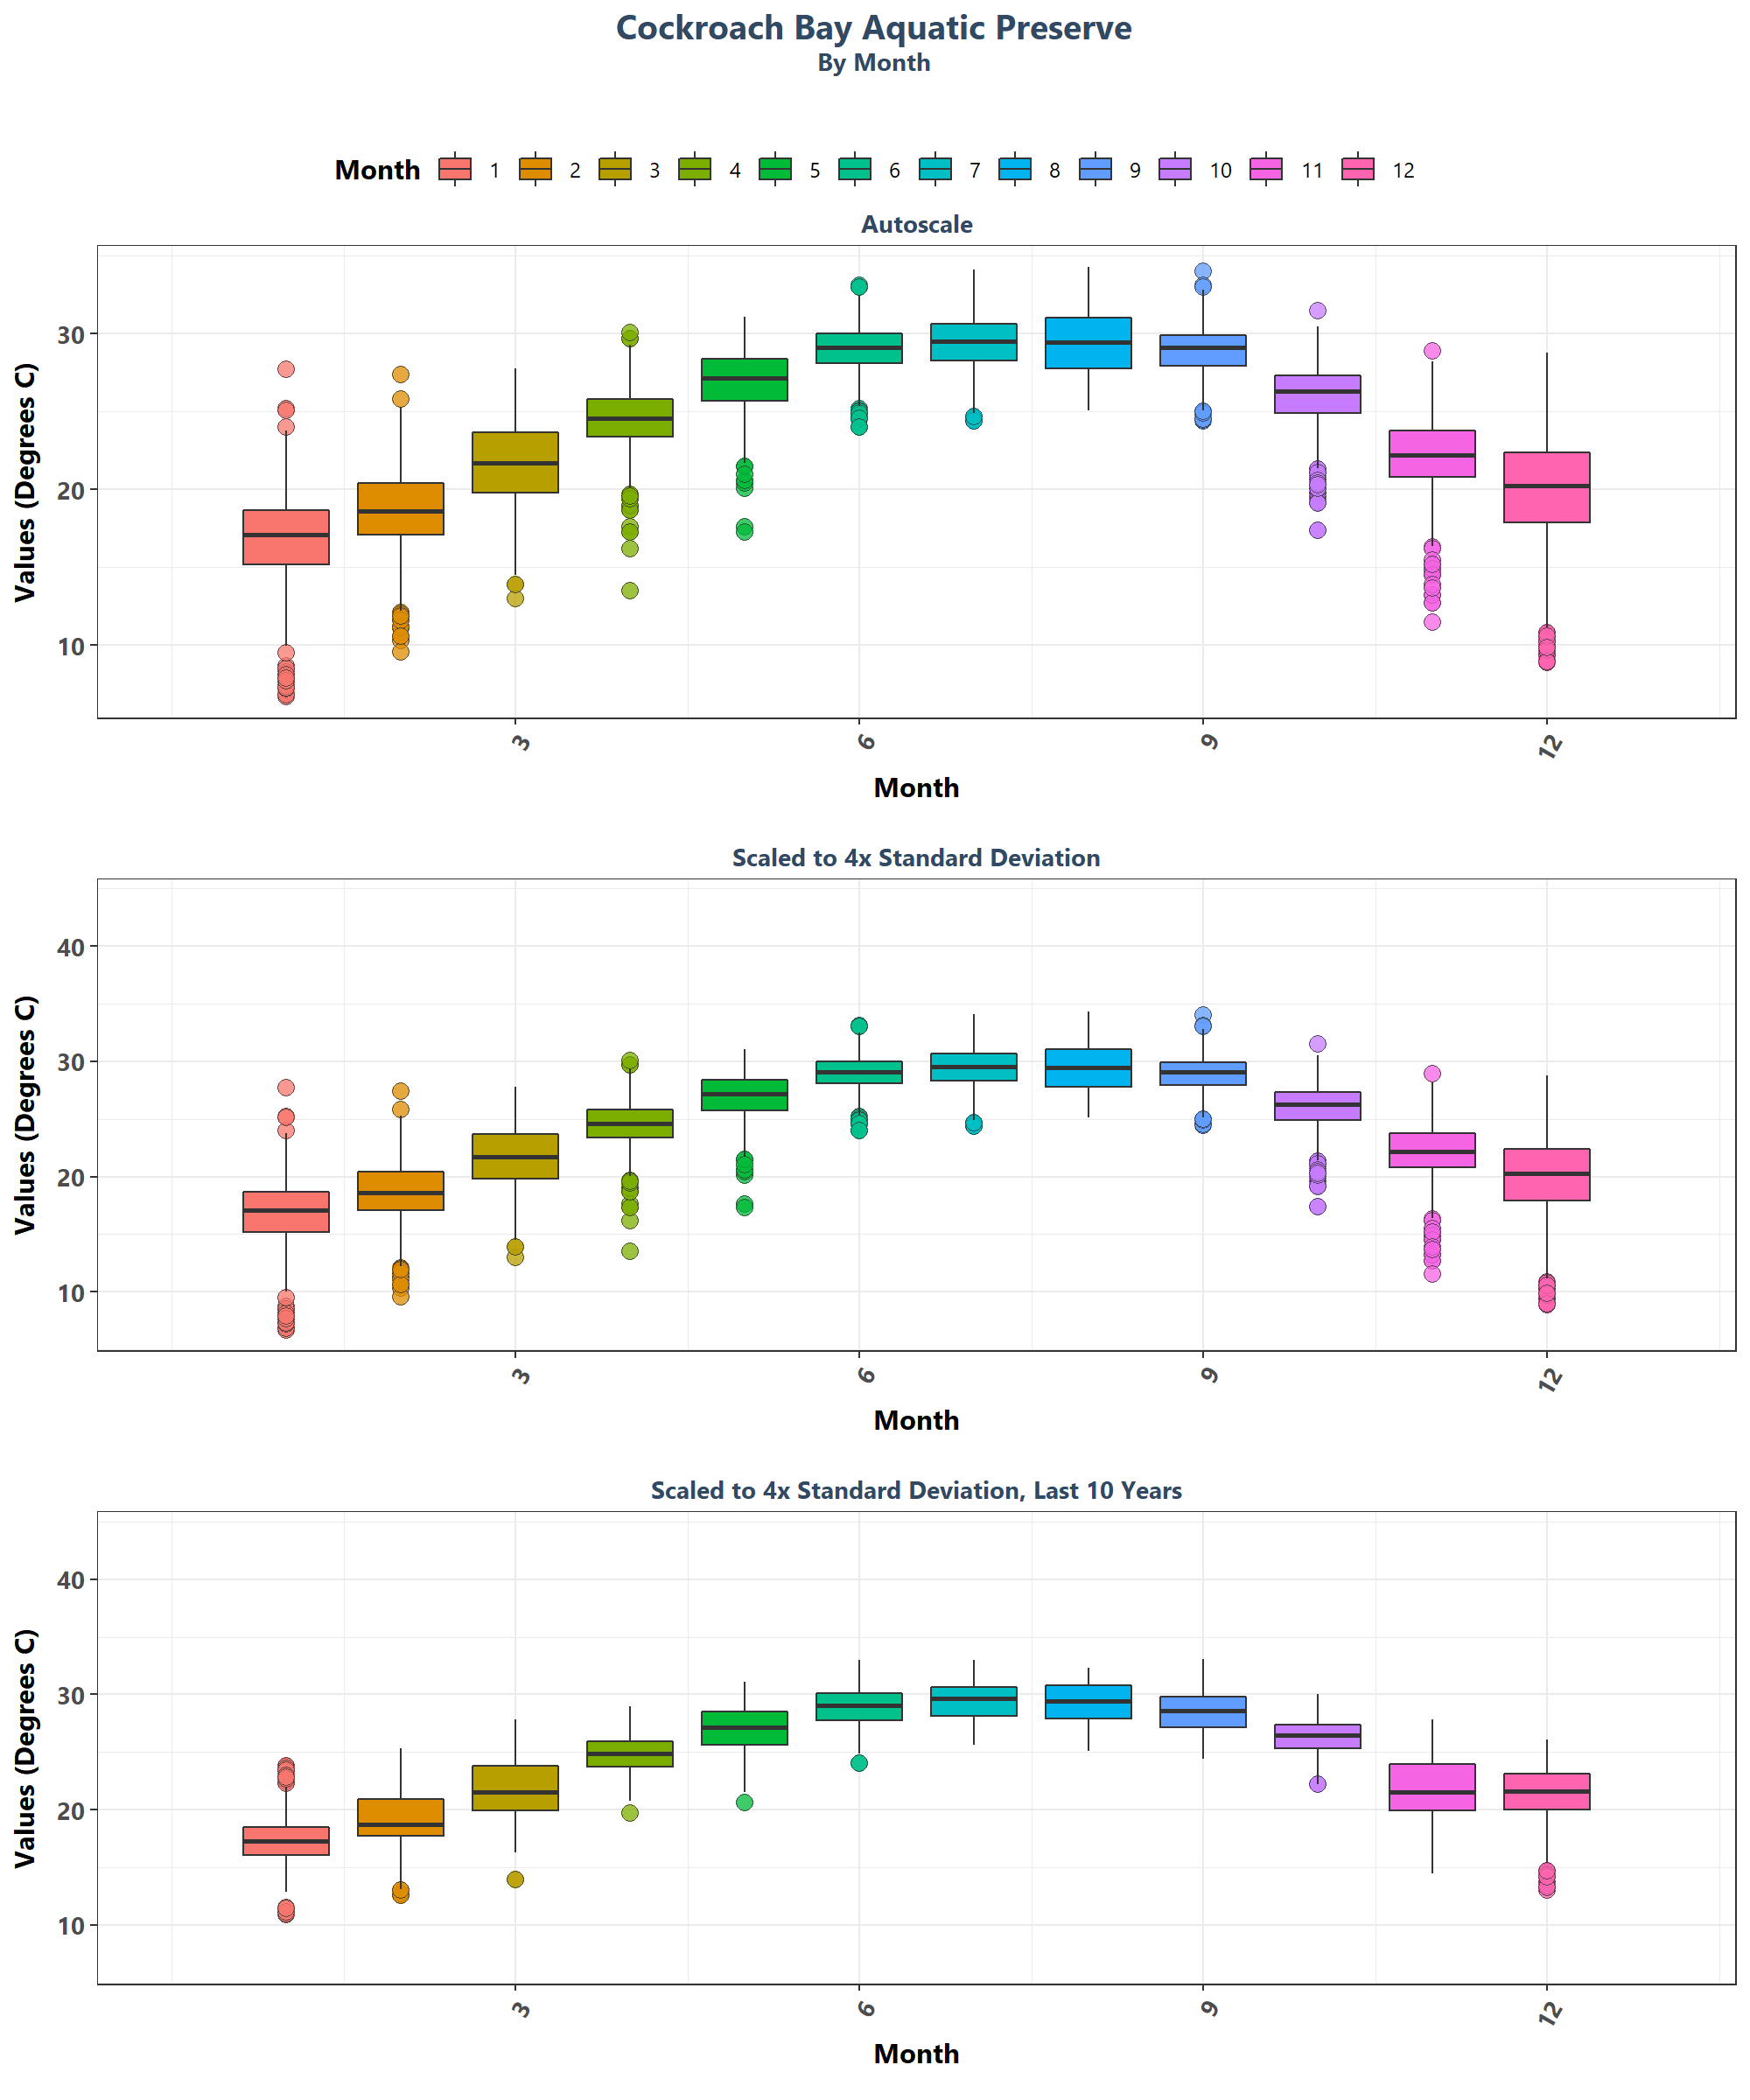 Cockroach Bay Aquatic Preserve
By Month
Month 1 2 3 4 5 6 7 8 9 10 11 12
Autoscale
Values (Degrees C)
30
20
10
3 6 9 12
Month
Scaled to 4x Standard Deviation
Values (Degrees C)
40
30
20
10
3 6 9 12
Month
Scaled to 4x Standard Deviation, Last 10 Years
Values (Degrees C)
40
30
20
10
3 6 9 12
Month